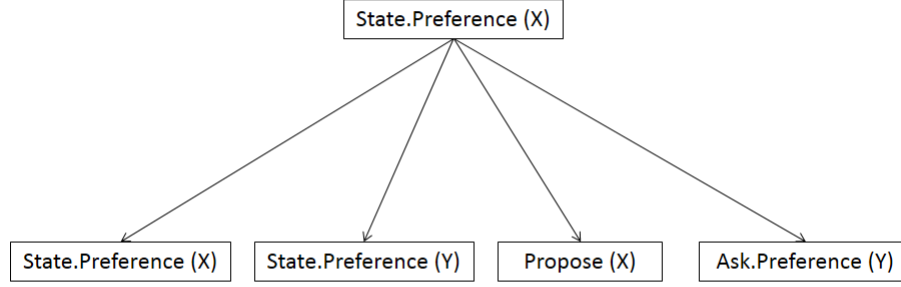 State.Preference (X)
State.Preference (X)
State.Preference (Y)
Propose (X)
Ask.Preference (Y)